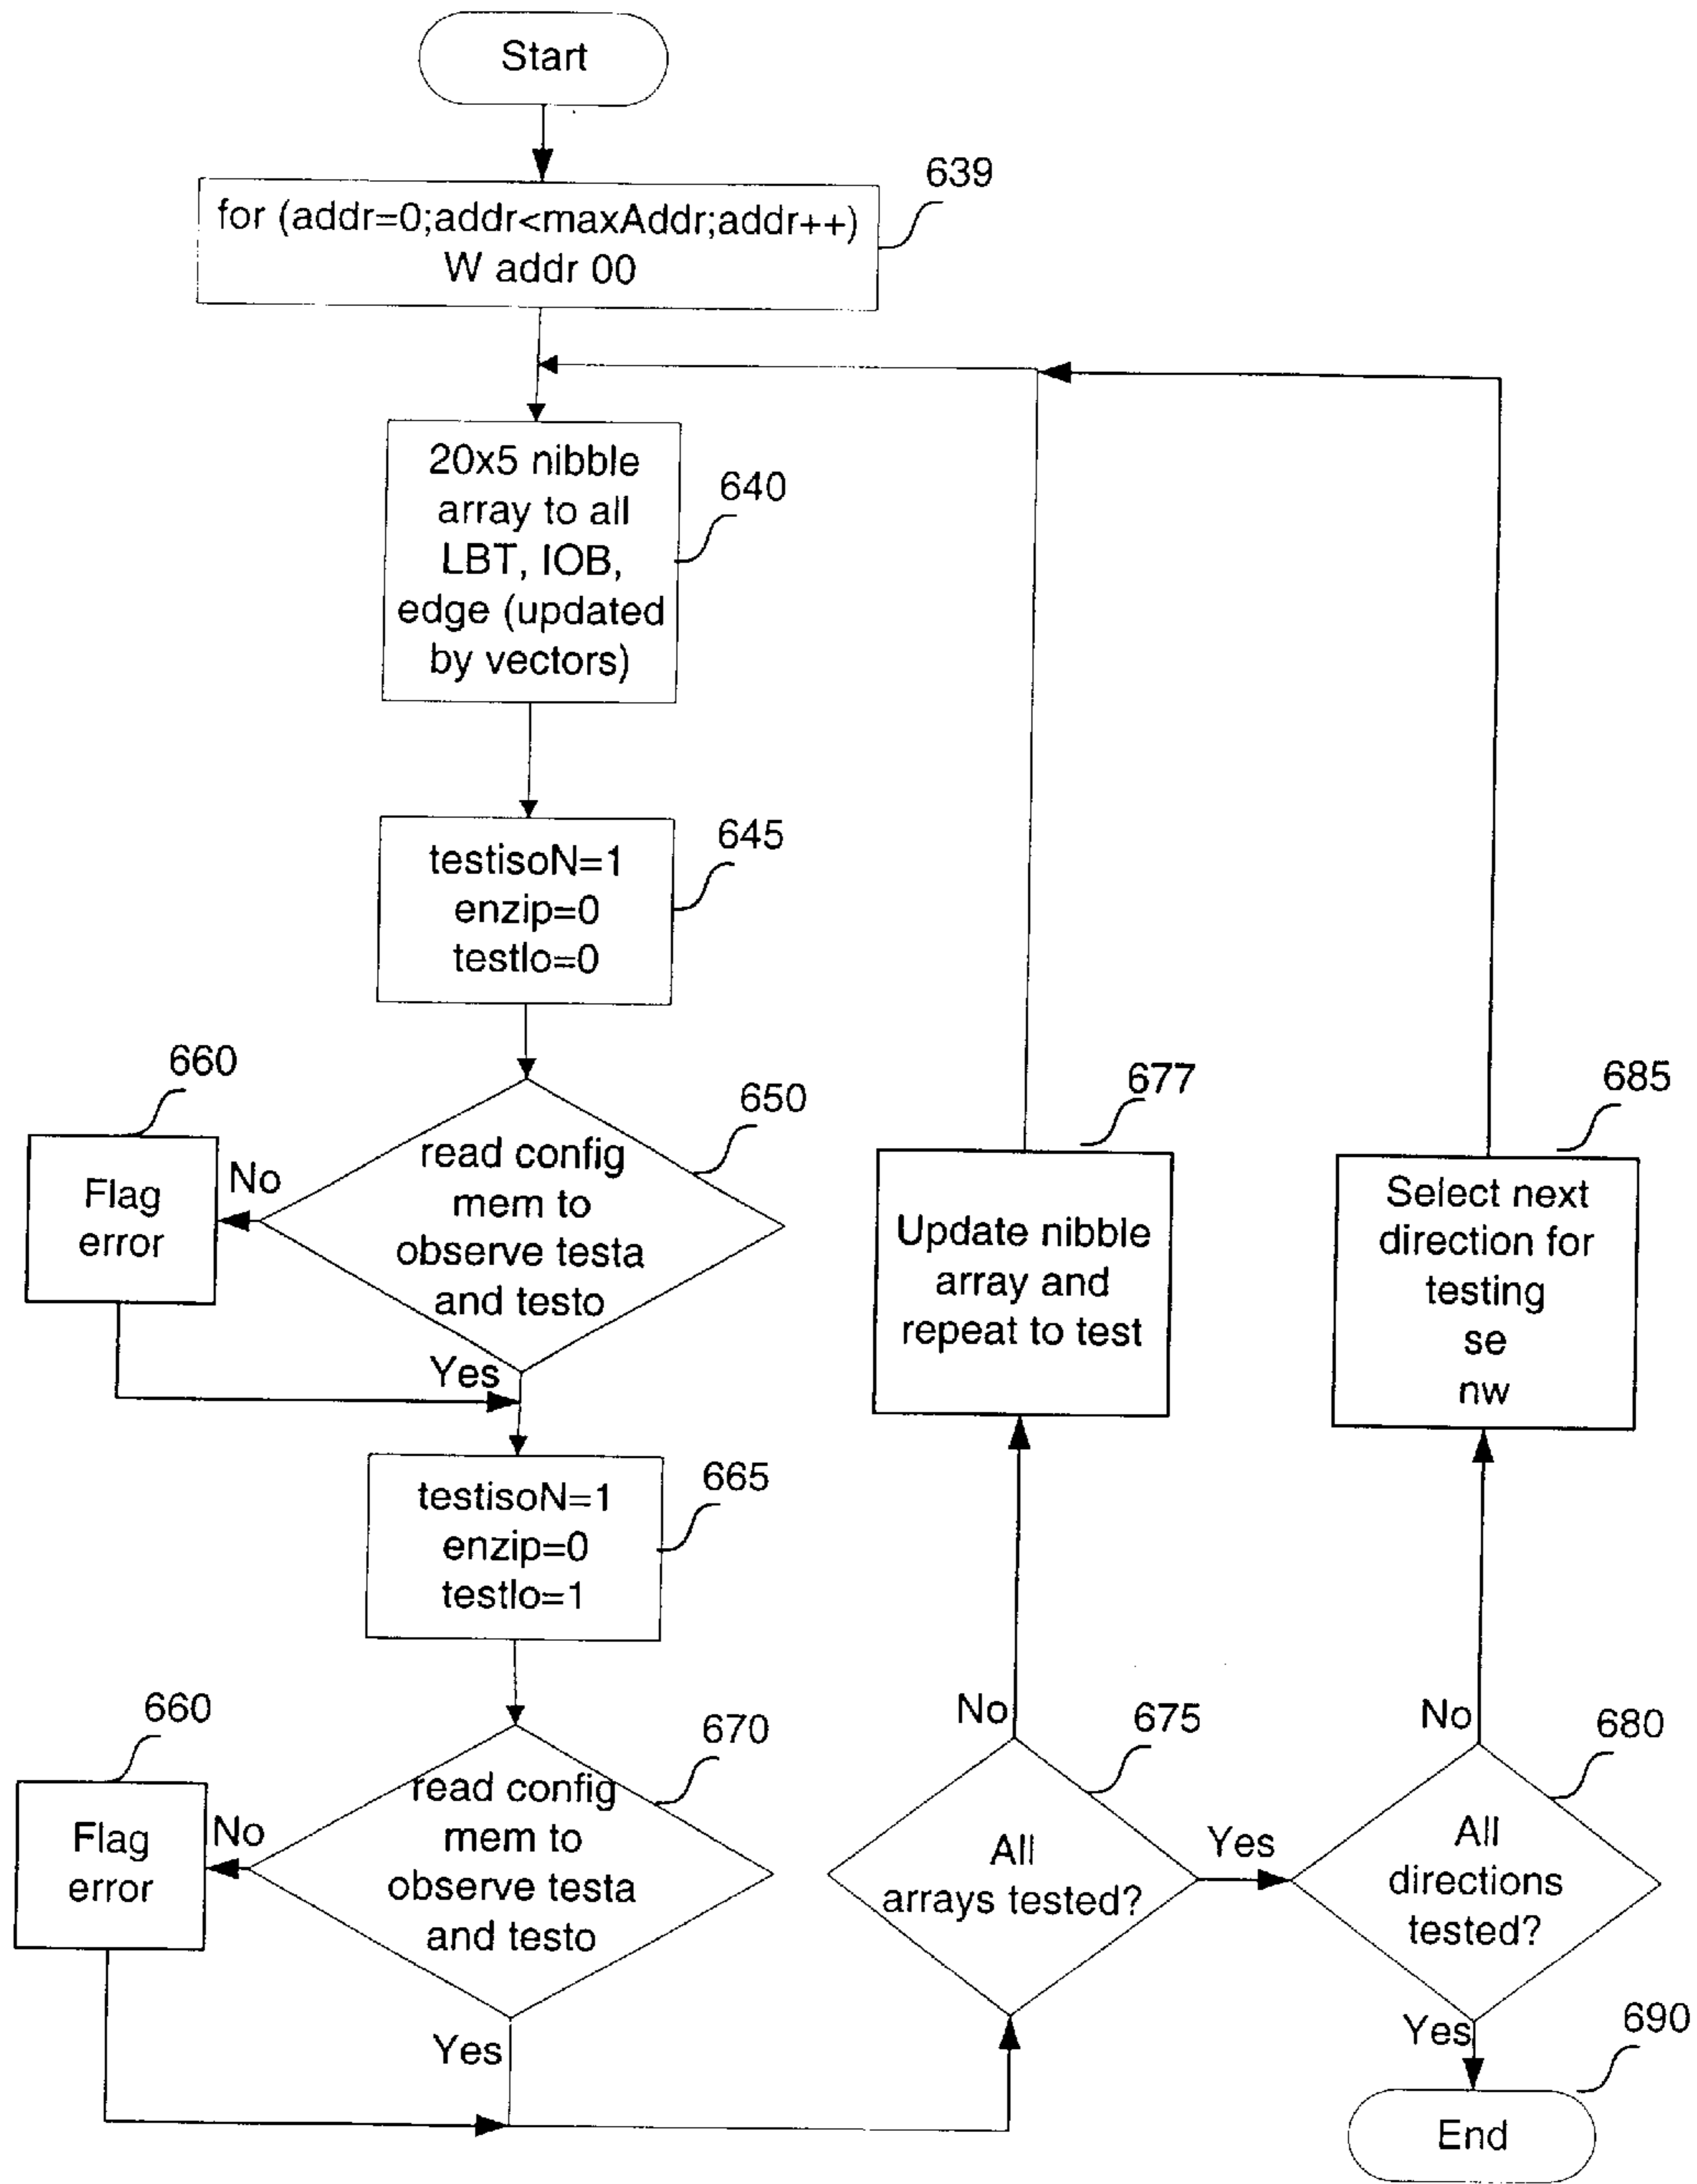 Start
639
for (addr=0;addr<maxAddr;addr++)
W addr 00
20x5 nibble
array to all
LBT, IOB,
edge (updated
by vectors)
640
645
testisoN=1
enzip=0
testlo=0
660
650
Flag
error
No
read config
mem to
observe testa
and testo
Yes
677
Update nibble
array and
repeat to test
685
Select next
direction for
testing
se
nw
665
testisoN=1
enzip=0
testlo=1
660
670
Flag
error
No
read config
mem to
observe testa
and testo
Yes
No
675
All
arrays tested?
Yes
No
680
All
directions
tested?
Yes
690
End